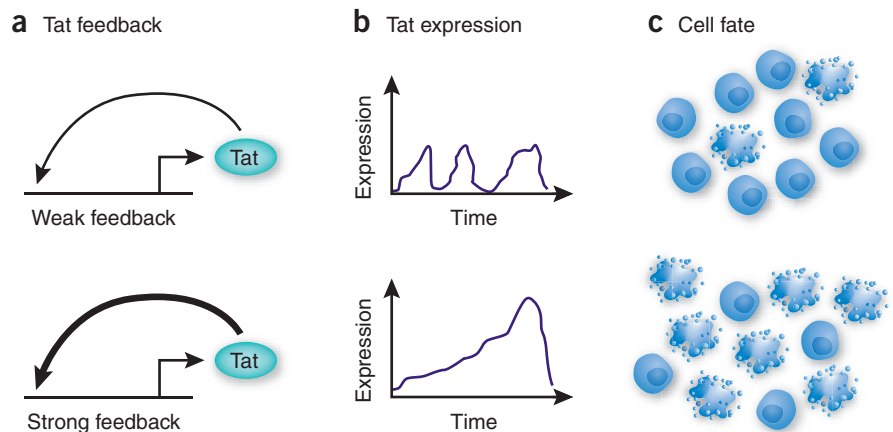 a Tat feedback
b Tat expression
c Cell fate
Tat
Weak feedback
Expression
Time
Tat
Strong feedback
Expression
Time